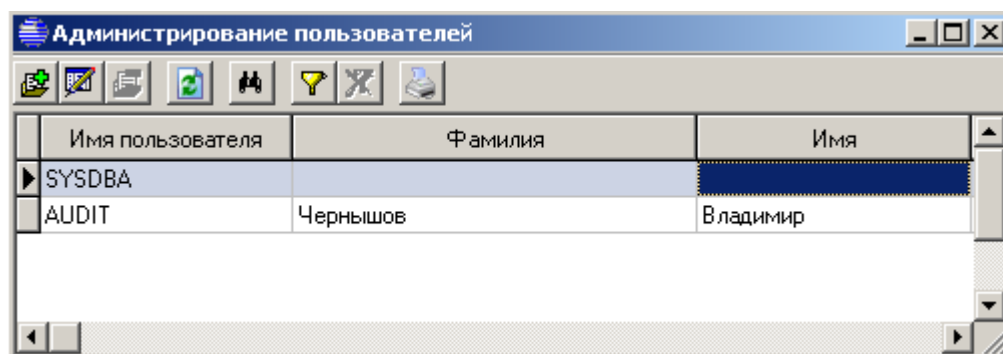 Администрирование пользователей
Имя пользователя Фамилия Имя
SYSDBA
AUDIT Чернышов Владимир